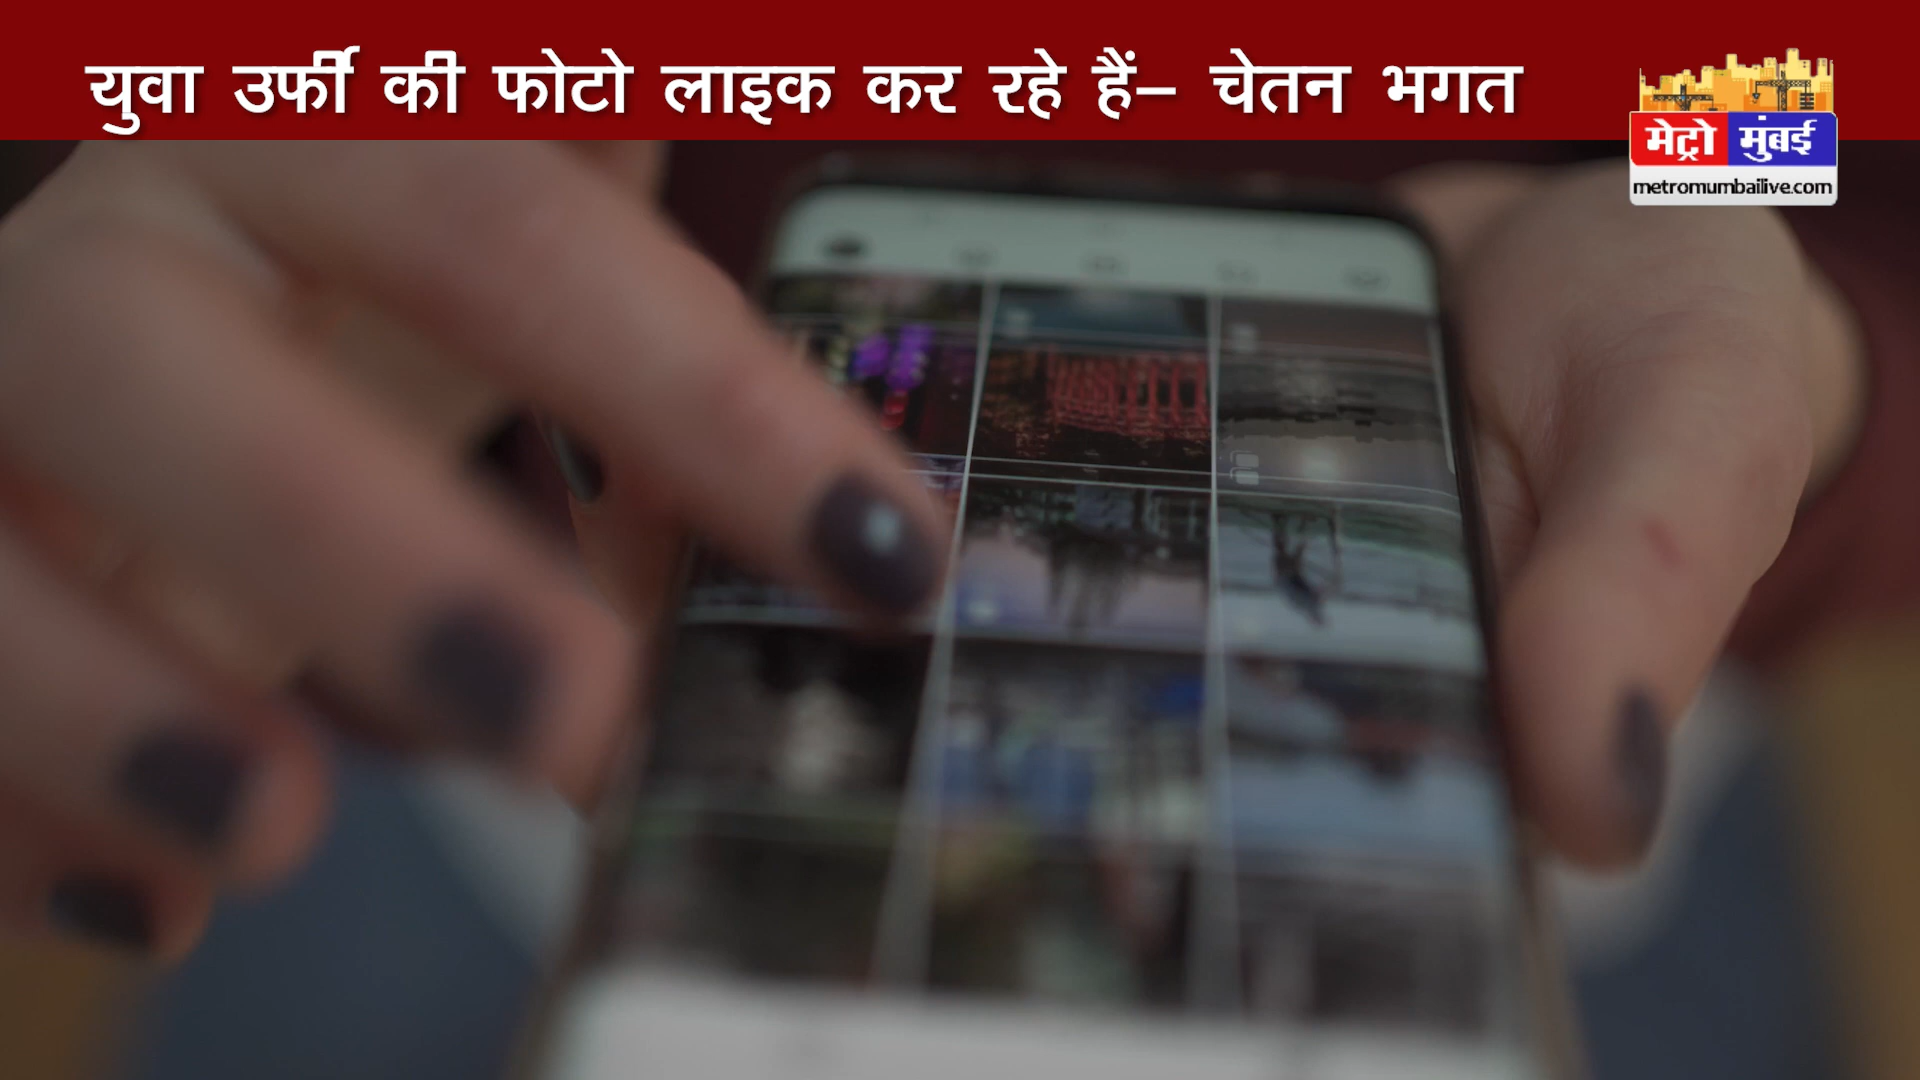 युवा उर्फी की फोटो लाइक कर रहे हैं– चेतन भगत
मेट्रो मुंबई
metromumbailive.com